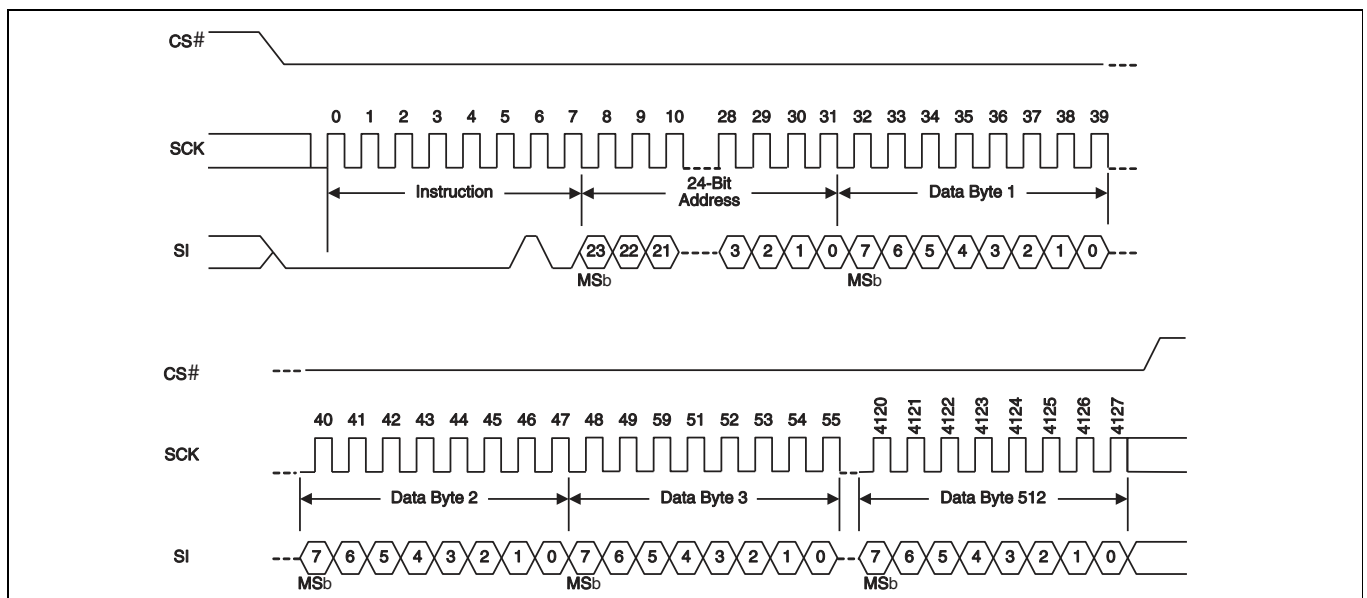 CS#
0 1 2 3 4 5 6 7 8 9 10 28 29 30 31 32 33 34 35 36 37 38 39
SCK
Instruction
24-Bit
Address
Data Byte 1
SI
23 22 21 3 2 1 0 7 6 5 4 3 2 1 0
MSb MSb
CS#
40 41 42 43 44 45 46 47 48 49 59 51 52 53 54 55 4120 4121 4122 4123 4124 4125 4126 4127
SCK
Data Byte 2 Data Byte 3 Data Byte 512
SI
7 6 5 4 3 2 1 0 7 6 5 4 3 2 1 0 7 6 5 4 3 2 1 0
MSb MSb MSb